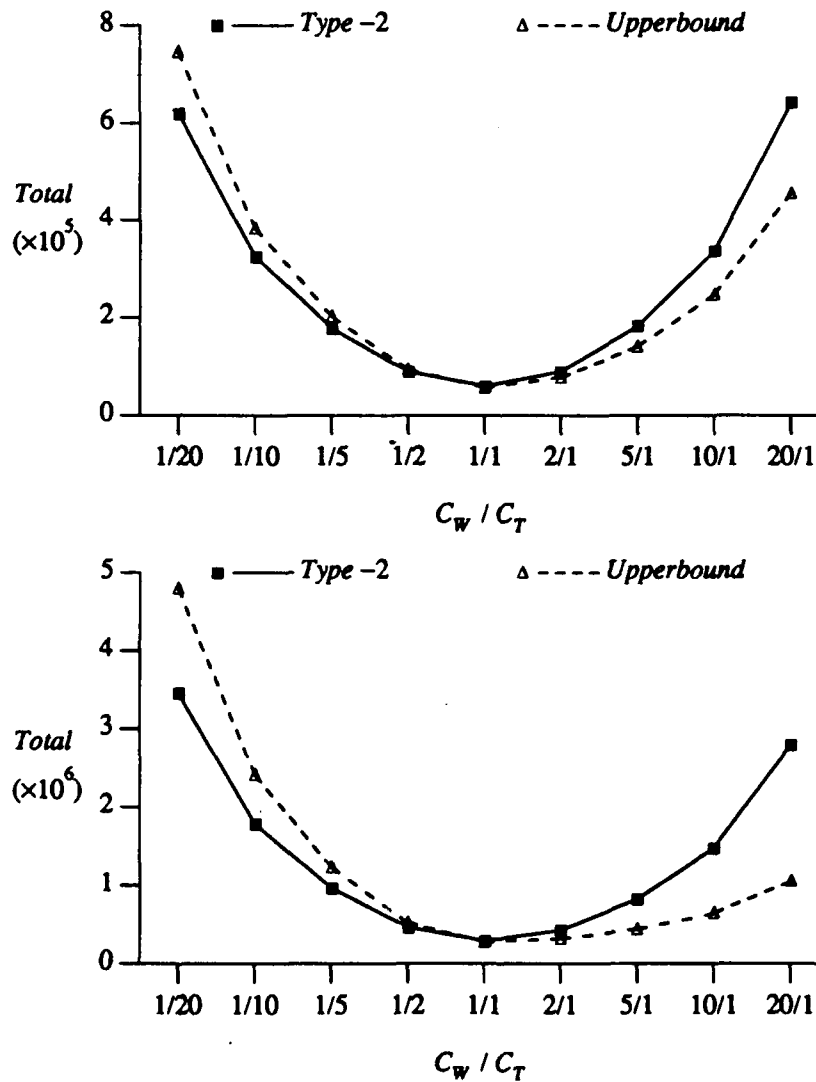 8
■ — Type –2
△ ---- Upperbound
6
Total
(×10⁵)
4
2
0
1/20 1/10 1/5 1/2 1/1 2/1 5/1 10/1 20/1
C_W / C_T
5
■ — Type –2
△ ---- Upperbound
4
3
Total
(×10⁶)
2
1
0
1/20 1/10 1/5 1/2 1/1 2/1 5/1 10/1 20/1
C_W / C_T